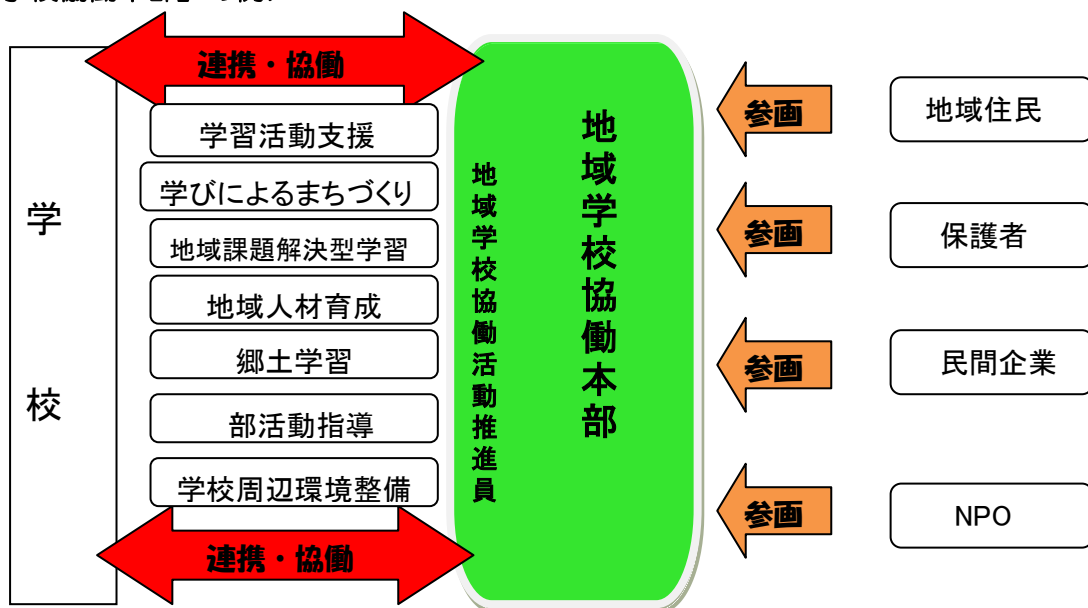 連携・協働
学校
学習活動支援
学びによるまちづくり
地域課題解決型学習
地域人材育成
郷土学習
部活動指導
学校周辺環境整備
連携・協働
地域学校協働活動推進員
地域学校協働本部
参画
地域住民
参画
保護者
参画
民間企業
参画
NPO